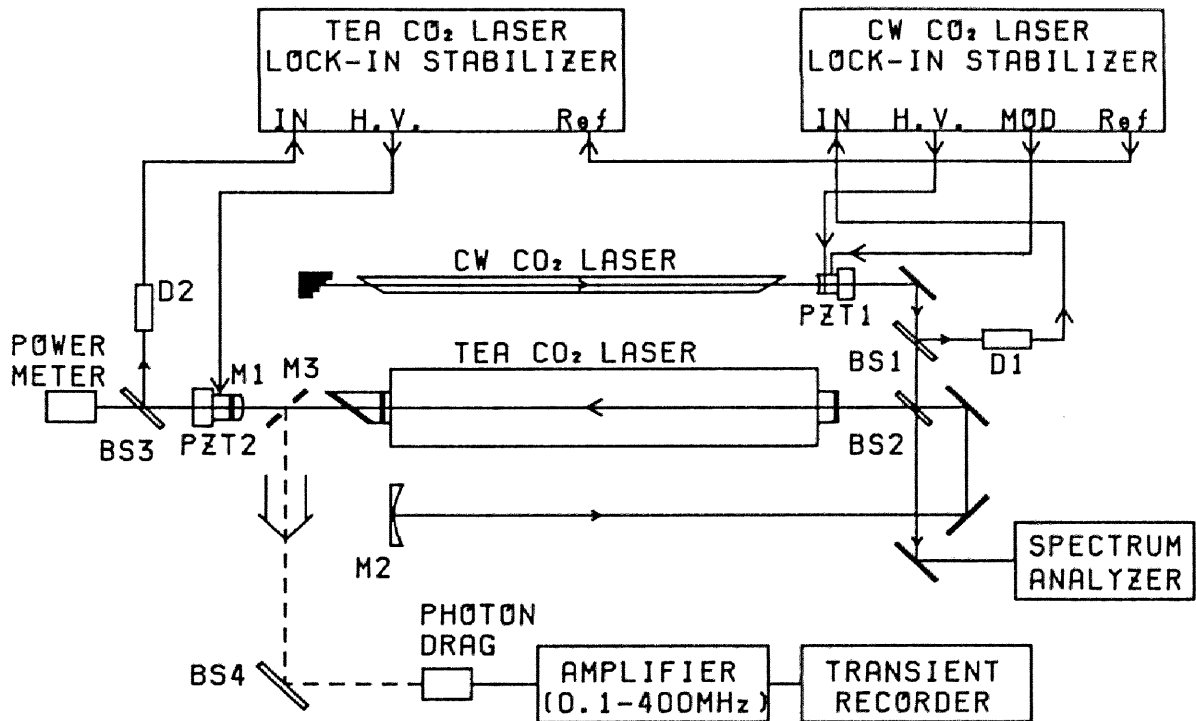 TEA CO₂ LASER
LOCK-IN STABILIZER
IN H.V. Ref
CW CO₂ LASER
LOCK-IN STABILIZER
IN H.V. MOD Ref
CW CO₂ LASER
PZT1
D2
BS1
D1
POWER
METER
TEA CO₂ LASER
M1
M3
BS3
PZT2
BS2
M2
SPECTRUM
ANALYZER
PHOTON
DRAG
BS4
AMPLIFIER
(0.1-400MHz)
TRANSIENT
RECORDER